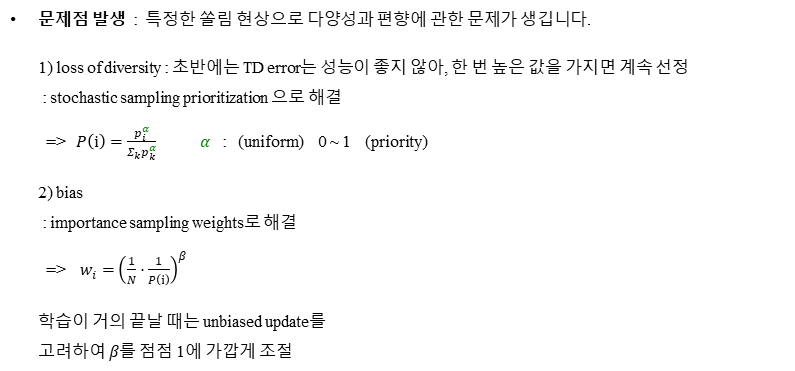 • 문제점 발생 : 특정한 쏠림 현상으로 다양성과 편향에 관한 문제가 생깁니다.
1) loss of diversity : 초반에는 TD error는 성능이 좋지 않아, 한 번 높은 값을 가지면 계속 선정
: stochastic sampling prioritization 으로 해결
=> P(i) = p_i^α / Σ_k p_k^α α : (uniform) 0 ~ 1 (priority)
2) bias
: importance sampling weights로 해결
=> w_i = (1/N · 1/P(i))^β
학습이 거의 끝날 때는 unbiased update를
고려하여 β를 점점 1에 가깝게 조절